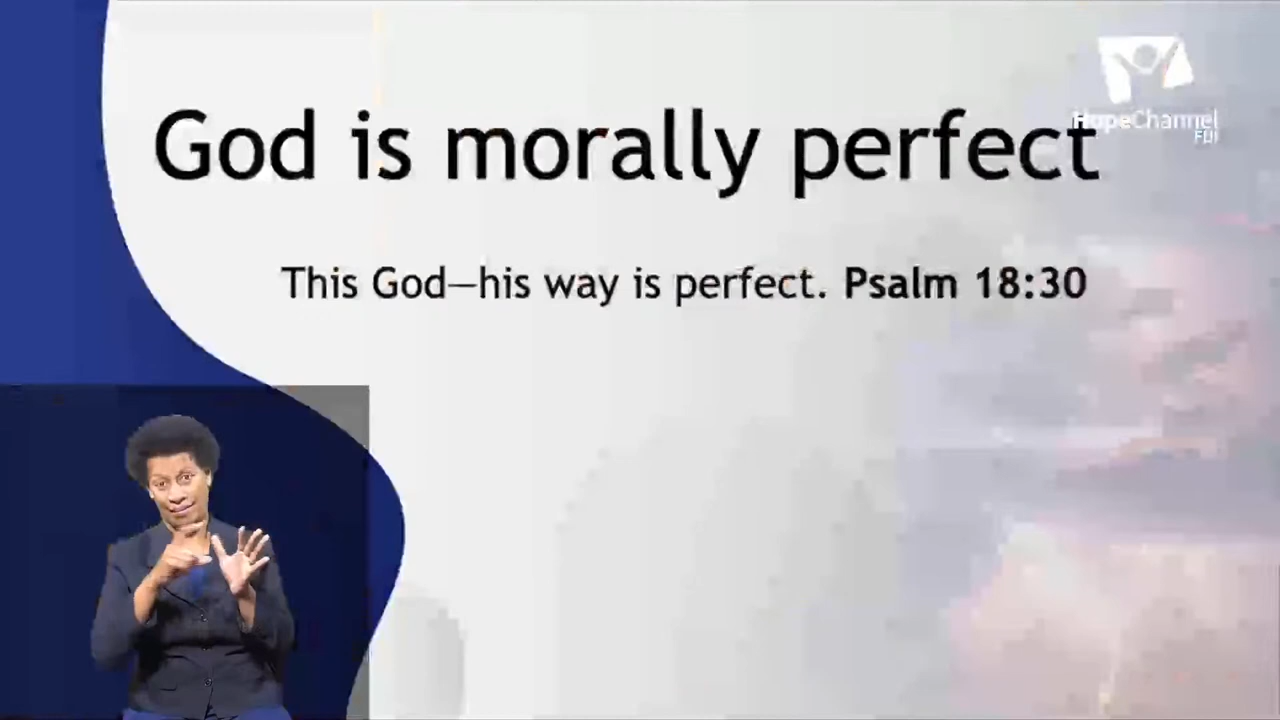 God is morally perfect
HopeChannel
FIJI
This God—his way is perfect. Psalm 18:30